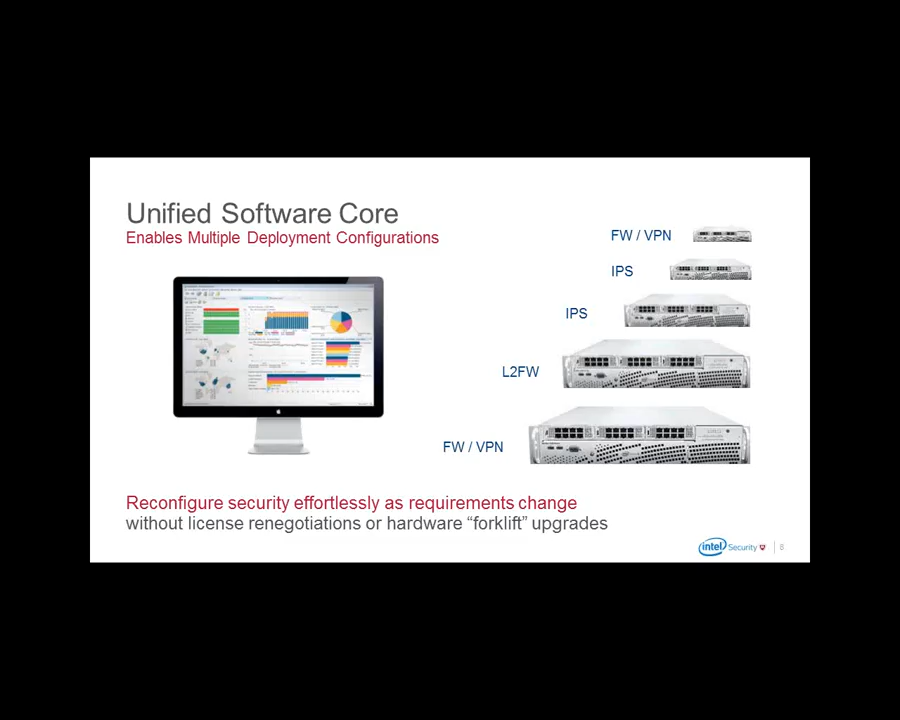 Unified Software Core
Enables Multiple Deployment Configurations
FW / VPN
IPS
IPS
L2FW
FW / VPN
Reconfigure security effortlessly as requirements change
without license renegotiations or hardware “forklift” upgrades
intel Security 8